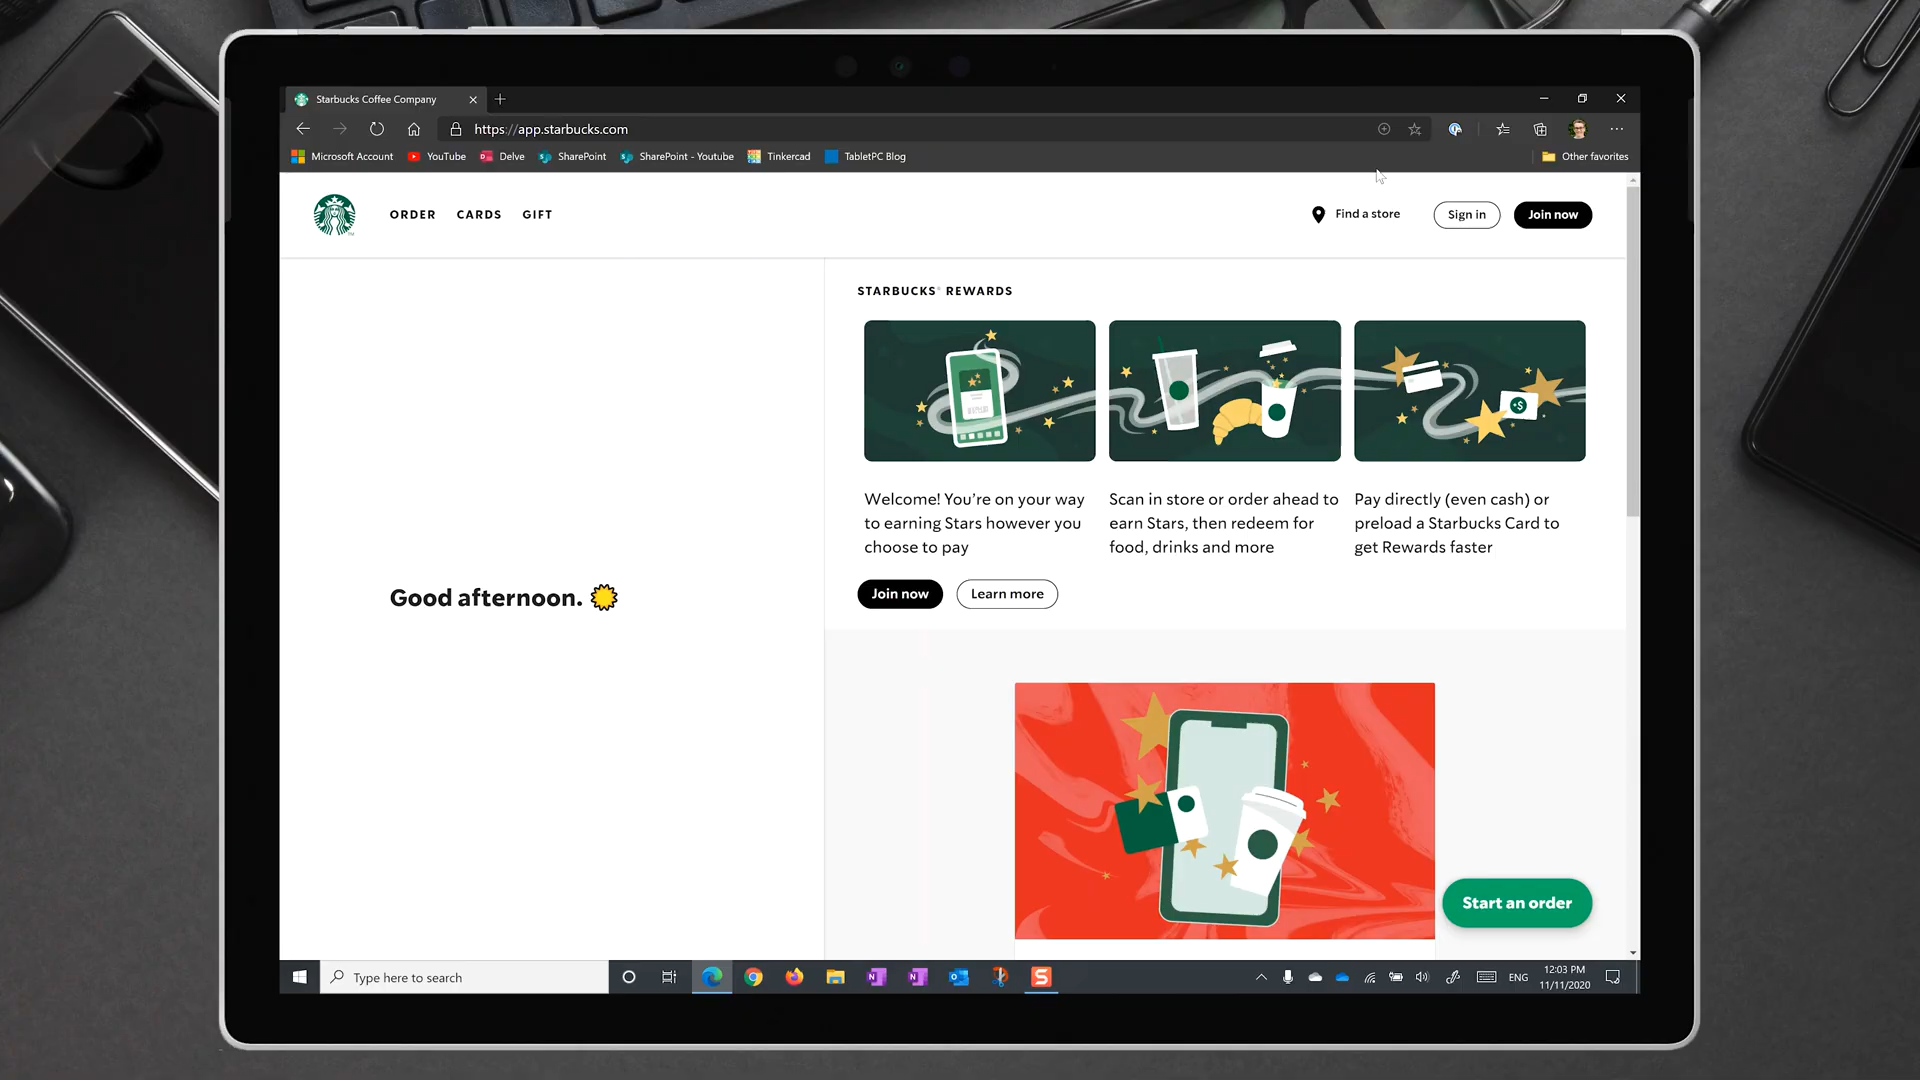 Starbucks Coffee Company
https://app.starbucks.com
Microsoft Account YouTube Delve SharePoint SharePoint - Youtube Tinkercad TabletPC Blog Other favorites
ORDER CARDS GIFT Find a store Sign in Join now
STARBUCKS® REWARDS
Welcome! You're on your way
to earning Stars however you
choose to pay
Scan in store or order ahead to
earn Stars, then redeem for
food, drinks and more
Pay directly (even cash) or
preload a Starbucks Card to
get Rewards faster
Join now Learn more
Good afternoon.
Start an order
Type here to search
ENG
12:03 PM
11/11/2020